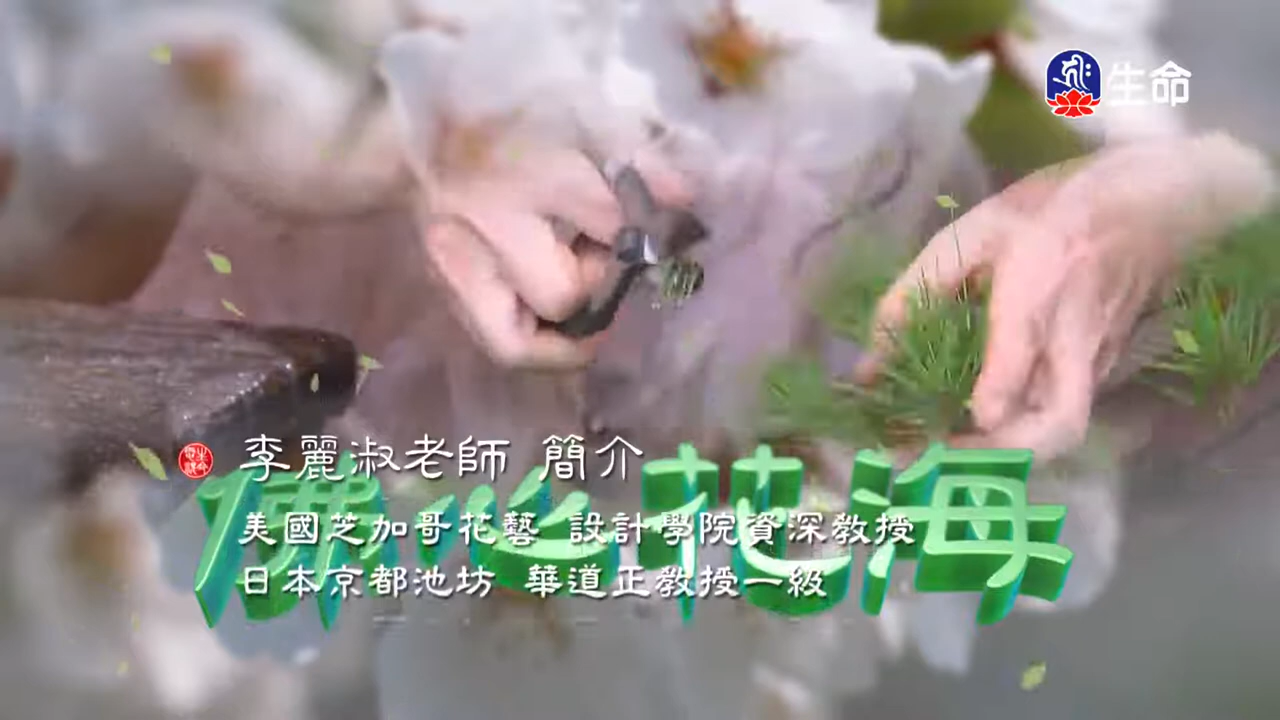 生命
李麗淑老師 簡介
美國芝加哥花藝 設計學院資深教授
日本京都池坊 華道正教授一級
佛心花海